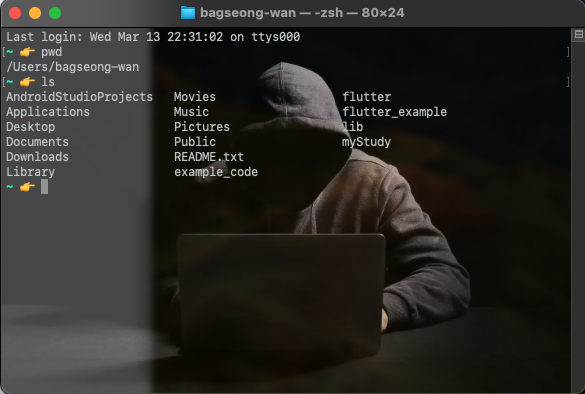 bagseong-wan — -zsh — 80×24
Last login: Wed Mar 13 22:31:02 on ttys000
[~ 👉 pwd ]
/Users/bagseong-wan
[~ 👉 ls ]
AndroidStudioProjects Movies flutter
Applications Music flutter_example
Desktop Pictures lib
Documents Public myStudy
Downloads README.txt
Library example_code
~ 👉